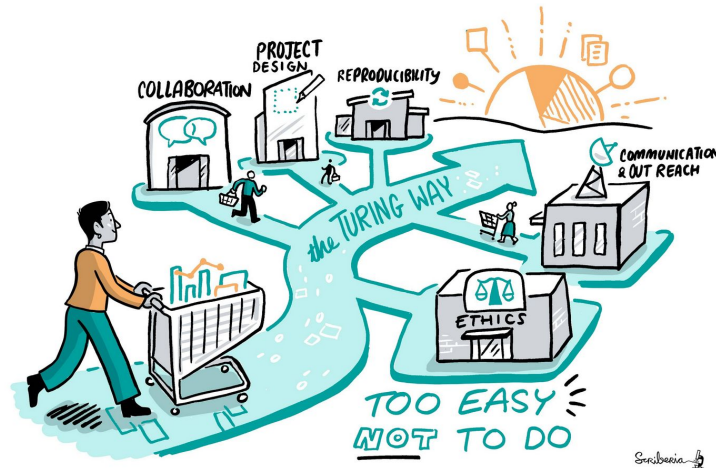 COLLABORATION
PROJECT
DESIGN
REPRODUCIBILITY
the TURING WAY
COMMUNICATION
& OUT REACH
ETHICS
TOO EASY
NOT TO DO
Scriberia